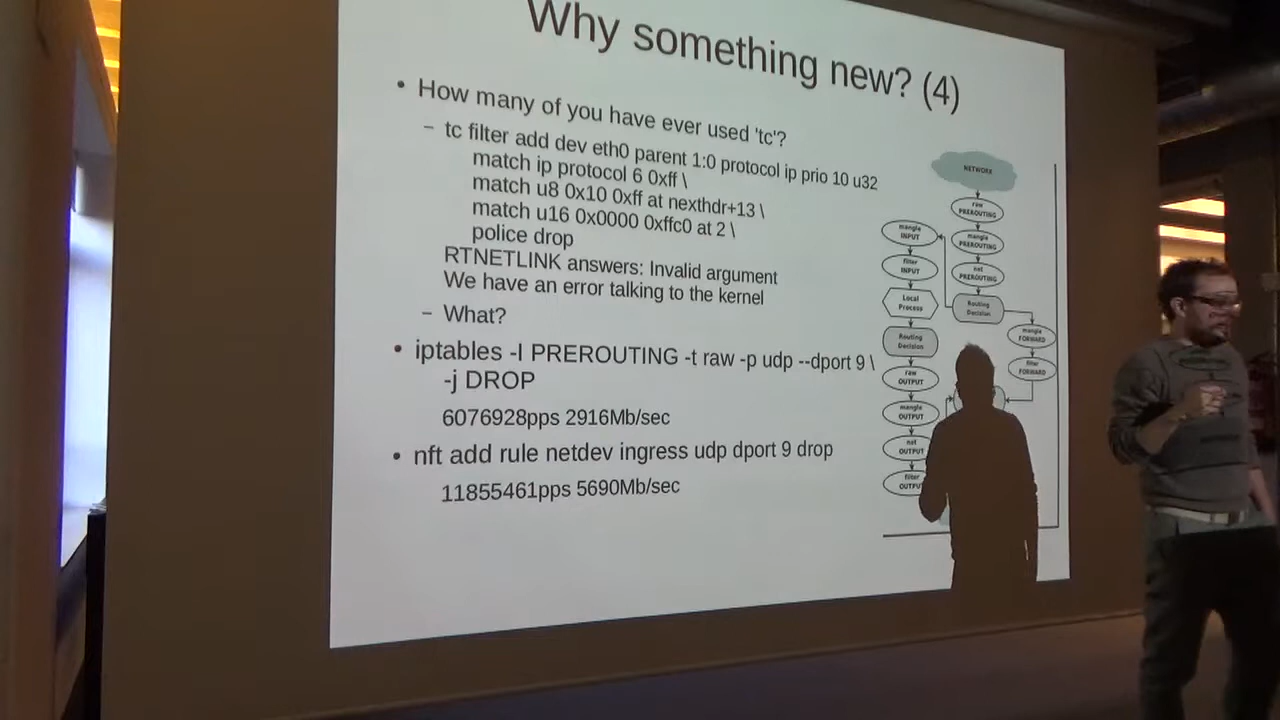 Why something new? (4)
• How many of you have ever used 'tc'?
– tc filter add dev eth0 parent 1:0 protocol ip prio 10 u32
match ip protocol 6 0xff \
match u8 0x10 0xff at nexthdr+13 \
match u16 0x0000 0xffc0 at 2 \
police drop
RTNETLINK answers: Invalid argument
We have an error talking to the kernel
– What?
• iptables -I PREROUTING -t raw -p udp --dport 9 \
-j DROP
6076928pps 2916Mb/sec
• nft add rule netdev ingress udp dport 9 drop
11855461pps 5690Mb/sec
NETWORK
raw
PREROUTING
mangle
PREROUTING
nat
PREROUTING
Routing
Decision
mangle
INPUT
filter
INPUT
Local
Process
Routing
Decision
raw
OUTPUT
mangle
OUTPUT
nat
OUTPUT
filter
OUTPUT
mangle
FORWARD
filter
FORWARD